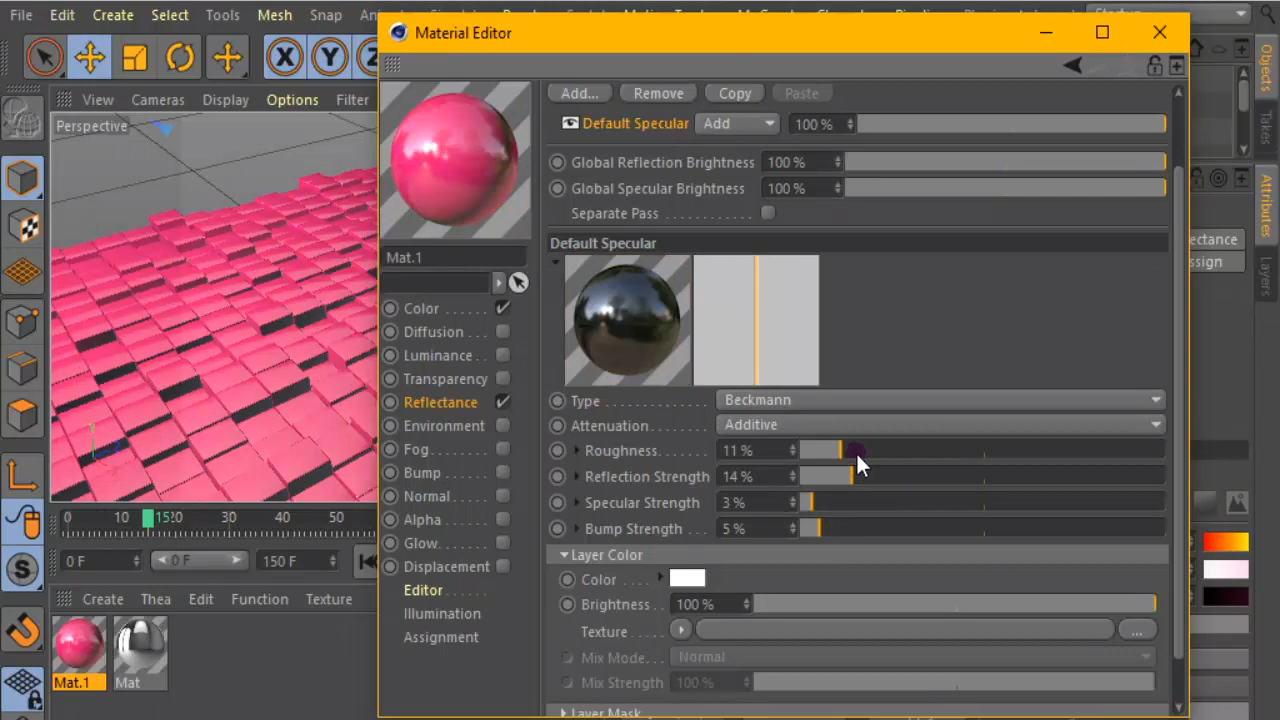 File Edit Create Select Tools Mesh Snap
Startup
Material Editor
X Y Z
View Cameras Display Options Filter
Perspective
Add... Remove Copy Paste
Default Specular Add 100 %
Global Reflection Brightness 100 %
Global Specular Brightness 100 %
Separate Pass
Default Specular
Mat.1
Color
Diffusion
Luminance
Transparency
Reflectance
Environment
Fog
Bump
Normal
Alpha
Glow
Displacement
Editor
Illumination
Assignment
Type Beckmann
Attenuation Additive
Roughness 11 %
Reflection Strength 14 %
Specular Strength 3 %
Bump Strength 5 %
Layer Color
Color
Brightness 100 %
Texture ...
Mix Mode Normal
Mix Strength 100 %
Layer Mask
0 10 15 20 30 40 50
0 F 0 F 150 F
Create Thea Edit Function Texture
Mat.1 Mat
S
Objects
Takes
Attributes
Layers
ectance
ssign